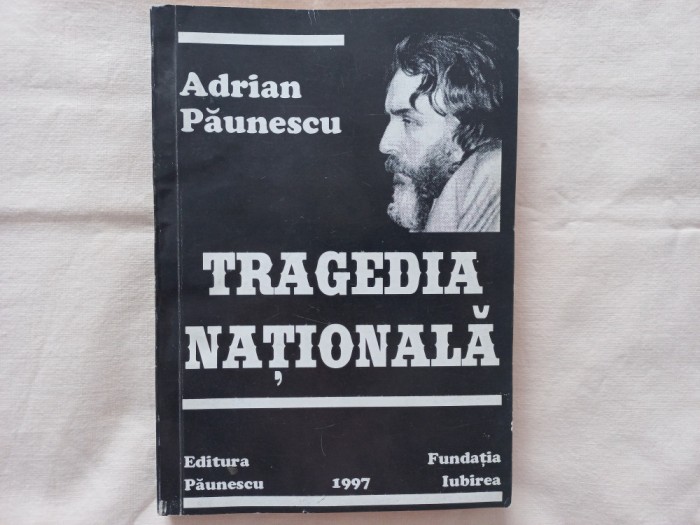 Adrian
Păunescu
TRAGEDIA
NAȚIONALĂ
Editura
Păunescu
1997
Fundația
Iubirea